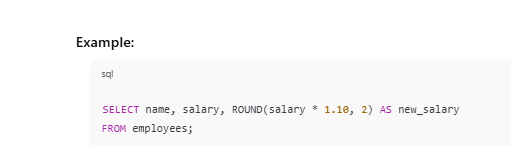 Example:
sql
SELECT name, salary, ROUND(salary * 1.10, 2) AS new_salary
FROM employees;